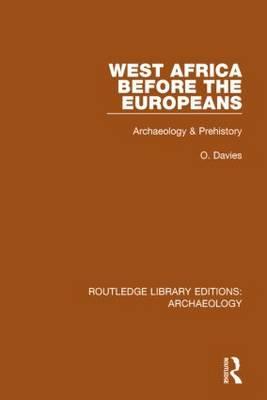 WEST AFRICA
BEFORE THE
EUROPEANS
Archaeology & Prehistory
O. Davies
ROUTLEDGE LIBRARY EDITIONS:
ARCHAEOLOGY
ROUTLEDGE